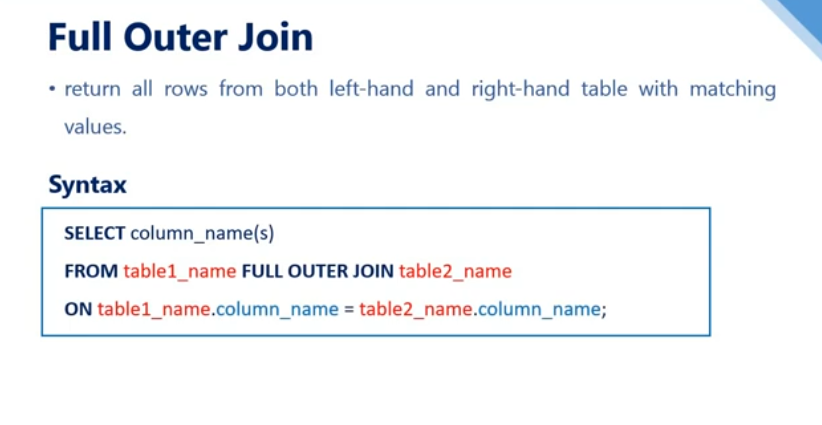 Full Outer Join
• return all rows from both left-hand and right-hand table with matching
values.
Syntax
SELECT column_name(s)
FROM table1_name FULL OUTER JOIN table2_name
ON table1_name.column_name = table2_name.column_name;